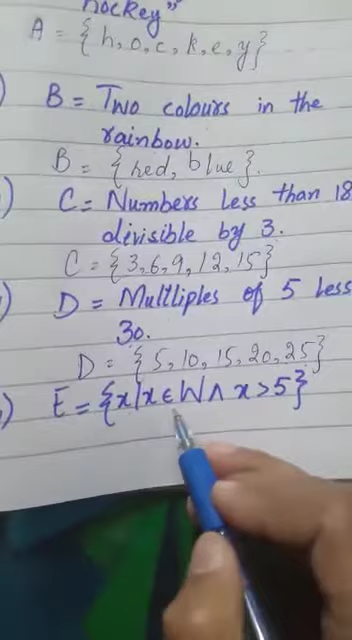 hockey"
A = {h, o, c, k, e, y}
) B = Two colours in the
rainbow.
B = {red, blue}.
) C = Numbers less than 18
divisible by 3.
C = {3, 6, 9, 12, 15}
) D = Multiples of 5 less
30.
D = {5, 10, 15, 20, 25}
) E = {x/x ∈ W ∧ x > 5}